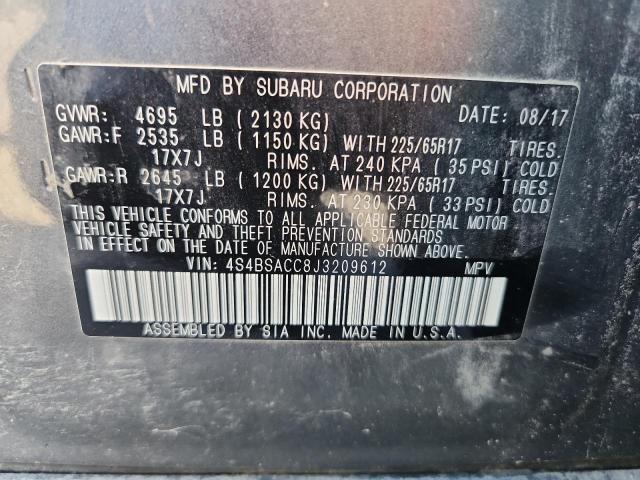 MFD BY SUBARU CORPORATION
GVWR: 4695 LB (2130 KG) DATE: 08/17
GAWR:F 2535 LB (1150 KG) WITH 225/65R17 TIRES.
17X7J RIMS. AT 240 KPA (35 PSI) COLD
GAWR:R 2645 LB (1200 KG) WITH 225/65R17 TIRES.
17X7J RIMS. AT 230 KPA (33 PSI) COLD
THIS VEHICLE CONFORMS TO ALL APPLICABLE FEDERAL MOTOR
VEHICLE SAFETY AND THEFT PREVENTION STANDARDS
IN EFFECT ON THE DATE OF MANUFACTURE SHOWN ABOVE.
VIN: 4S4BSACC8J3209612 MPV
ASSEMBLED BY SIA INC. MADE IN U.S.A.